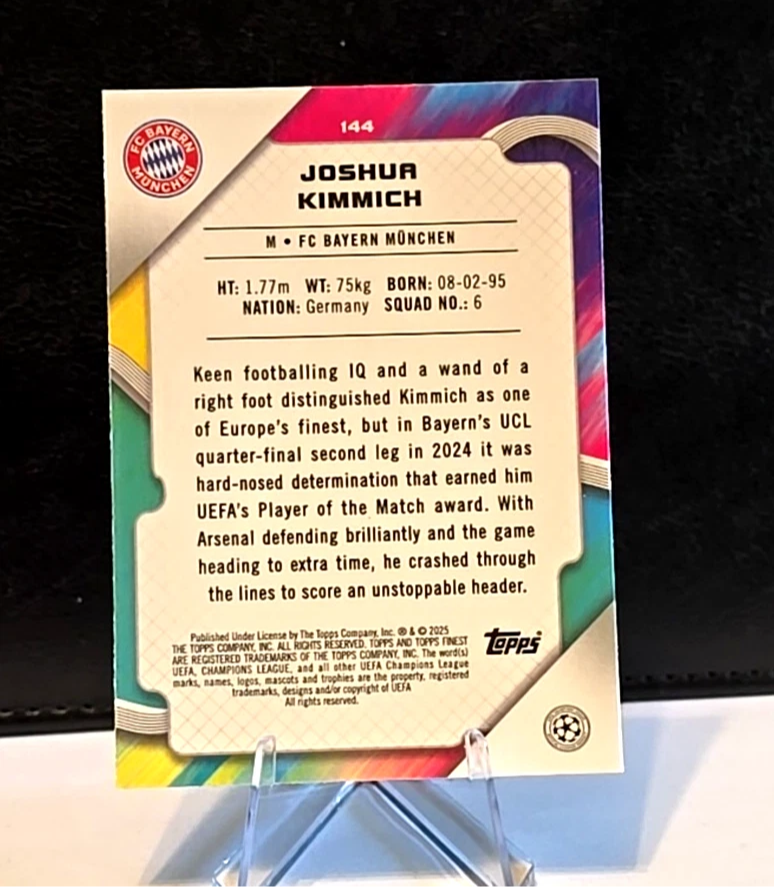 FC BAYERN
MÜNCHEN
144
JOSHUA
KIMMICH
M • FC BAYERN MÜNCHEN
HT: 1.77m WT: 75kg BORN: 08-02-95
NATION: Germany SQUAD NO.: 6
Keen footballing IQ and a wand of a
right foot distinguished Kimmich as one
of Europe's finest, but in Bayern's UCL
quarter-final second leg in 2024 it was
hard-nosed determination that earned him
UEFA's Player of the Match award. With
Arsenal defending brilliantly and the game
heading to extra time, he crashed through
the lines to score an unstoppable header.
Published Under License by The Topps Company, Inc. ® & © 2025
THE TOPPS COMPANY, INC. ALL RIGHTS RESERVED. TOPPS AND TOPPS FINEST
ARE REGISTERED TRADEMARKS OF THE TOPPS COMPANY, INC. The word(s)
UEFA, CHAMPIONS LEAGUE, and all other UEFA Champions League
marks, names, logos, mascots and trophies are the property, registered
trademarks, designs and/or copyright of UEFA
All rights reserved.
Topps